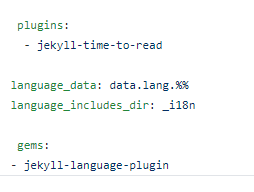 plugins:
- jekyll-time-to-read
language_data: data.lang.%%
language_includes_dir: _i18n
gems:
- jekyll-language-plugin